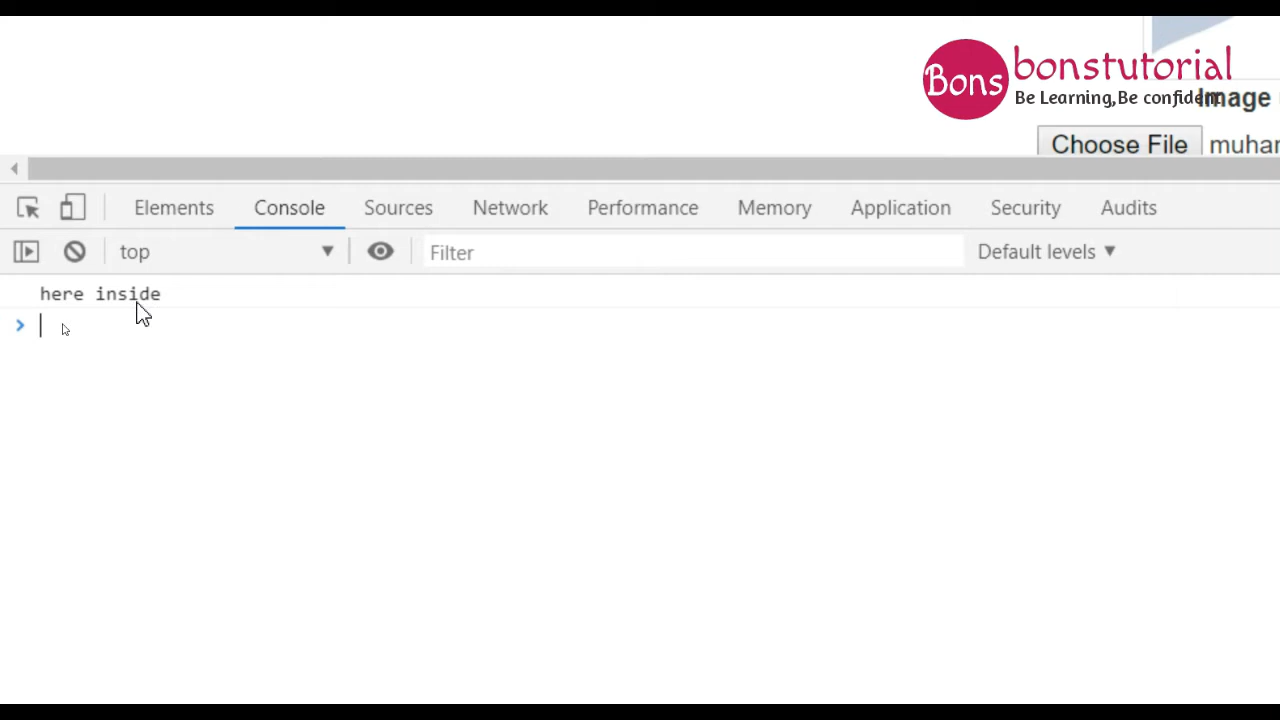 Bons
bonstutorial
Be Learning,Be confident
Image
Choose File muhar
Elements Console Sources Network Performance Memory Application Security Audits
top Filter Default levels
here inside